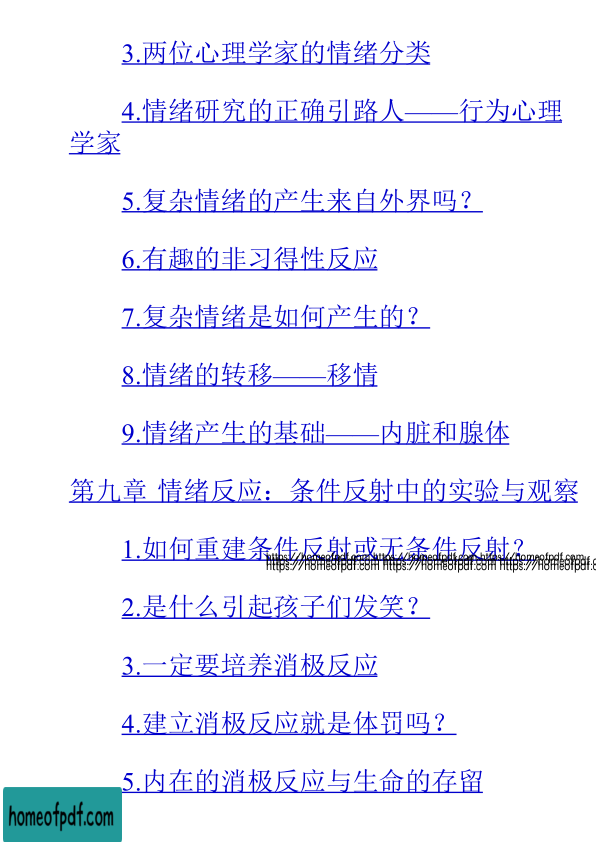 3.两位心理学家的情绪分类
4.情绪研究的正确引路人——行为心理
学家
5.复杂情绪的产生来自外界吗？
6.有趣的非习得性反应
7.复杂情绪是如何产生的？
8.情绪的转移——移情
9.情绪产生的基础——内脏和腺体
第九章 情绪反应：条件反射中的实验与观察
1.如何重建条件反射或无条件反射？
https://homeofpdf.com https://homeofpdf.com https://homeofpdf.com
https://homeofpdf.com https://homeofpdf.com https://homeofpdf.c
2.是什么引起孩子们发笑？
3.一定要培养消极反应
4.建立消极反应就是体罚吗？
5.内在的消极反应与生命的存留
homeofpdf.com